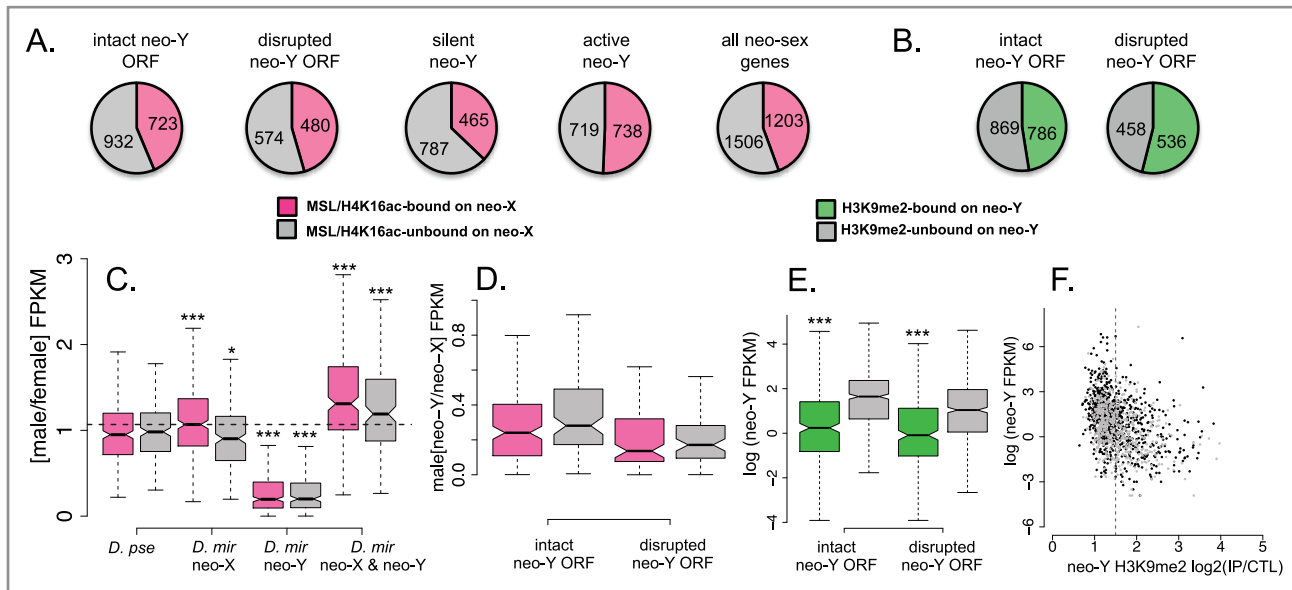 A.
intact neo-Y
ORF
disrupted
neo-Y ORF
silent
neo-Y
active
neo-Y
all neo-sex
genes
B.
intact
neo-Y ORF
disrupted
neo-Y ORF
932
723
574
480
787
465
719
738
1506
1203
869
786
458
536
MSL/H4K16ac-bound on neo-X
MSL/H4K16ac-unbound on neo-X
H3K9me2-bound on neo-Y
H3K9me2-unbound on neo-Y
C.
[male/female] FPKM
3
2
1
0
***
*
***
***
***
***
D. pse
D. mir
neo-X
D. mir
neo-Y
D. mir
neo-X & neo-Y
D.
male[neo-Y/neo-X] FPKM
0.8
0.4
0.0
intact
neo-Y ORF
disrupted
neo-Y ORF
E.
log (neo-Y FPKM)
4
2
0
-2
-4
***
***
intact
neo-Y ORF
disrupted
neo-Y ORF
F.
log (neo-Y FPKM)
6
3
0
-3
-6
0 1 2 3 4 5
neo-Y H3K9me2 log2(IP/CTL)